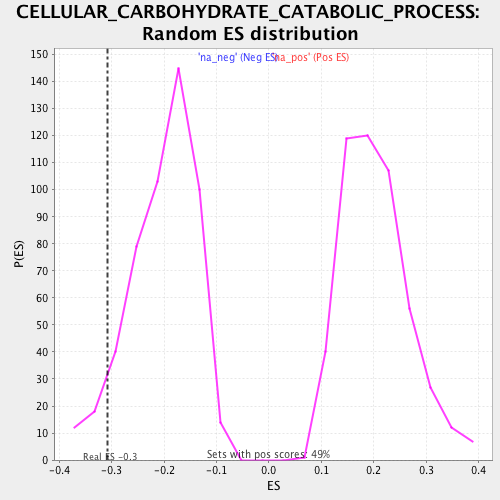 CELLULAR_CARBOHYDRATE_CATABOLIC_PROCESS:
Random ES distribution
'na_neg' (Neg ES) 'na_pos' (Pos ES)
150
140
130
120
110
100
90
80
70
60
50
40
30
20
10
0
P(ES)
Real ES -0.3
Sets with pos scores: 49%
-0.4 -0.3 -0.2 -0.1 0.0 0.1 0.2 0.3 0.4
ES